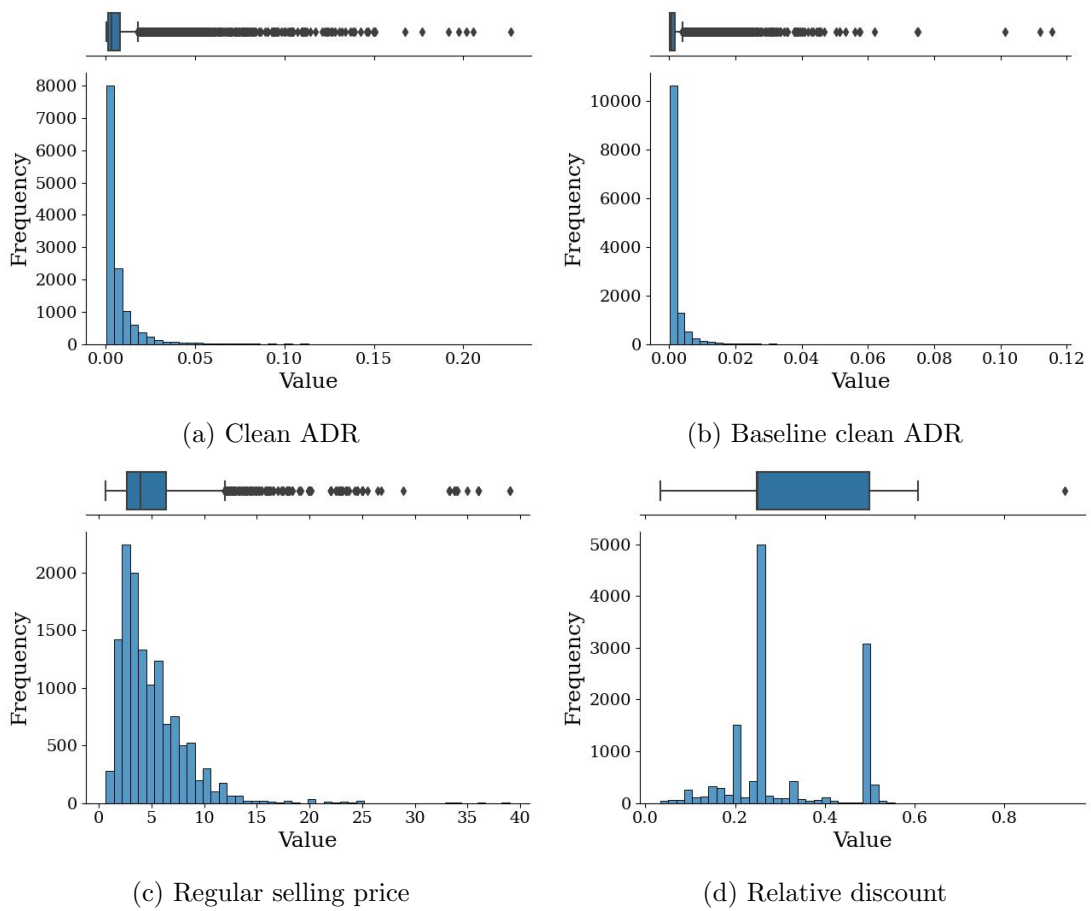 8000
7000
6000
5000
4000
3000
2000
1000
0
Frequency
0.00 0.05 0.10 0.15 0.20
Value
(a) Clean ADR
10000
8000
6000
4000
2000
0
Frequency
0.00 0.02 0.04 0.06 0.08 0.10 0.12
Value
(b) Baseline clean ADR
2000
1500
1000
500
0
Frequency
0 5 10 15 20 25 30 35 40
Value
(c) Regular selling price
5000
4000
3000
2000
1000
0
Frequency
0.0 0.2 0.4 0.6 0.8
Value
(d) Relative discount